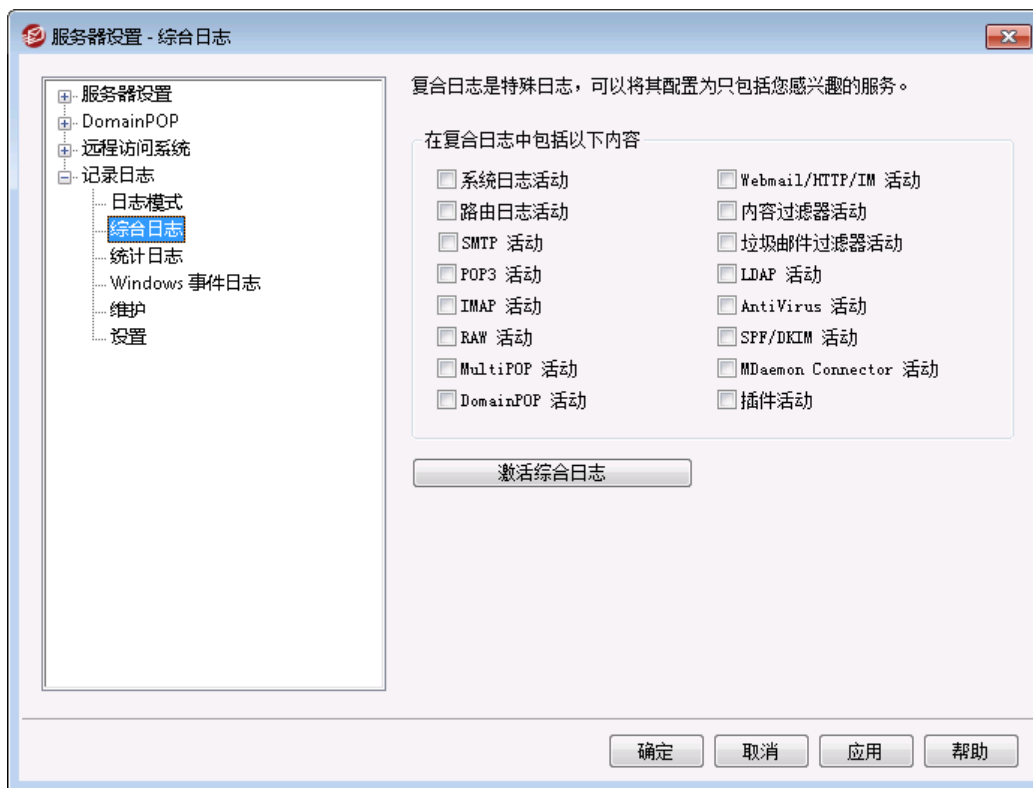 服务器设置 - 综合日志
服务器设置
DomainPOP
远程访问系统
记录日志
日志模式
综合日志
统计日志
Windows 事件日志
维护
设置
复合日志是特殊日志，可以将其配置为只包括您感兴趣的服务。
在复合日志中包括以下内容
系统日志活动
路由日志活动
SMTP 活动
POP3 活动
IMAP 活动
RAW 活动
MultiPOP 活动
DomainPOP 活动
Webmail/HTTP/IM 活动
内容过滤器活动
垃圾邮件过滤器活动
LDAP 活动
AntiVirus 活动
SPF/DKIM 活动
MDaemon Connector 活动
插件活动
激活综合日志
确定
取消
应用
帮助